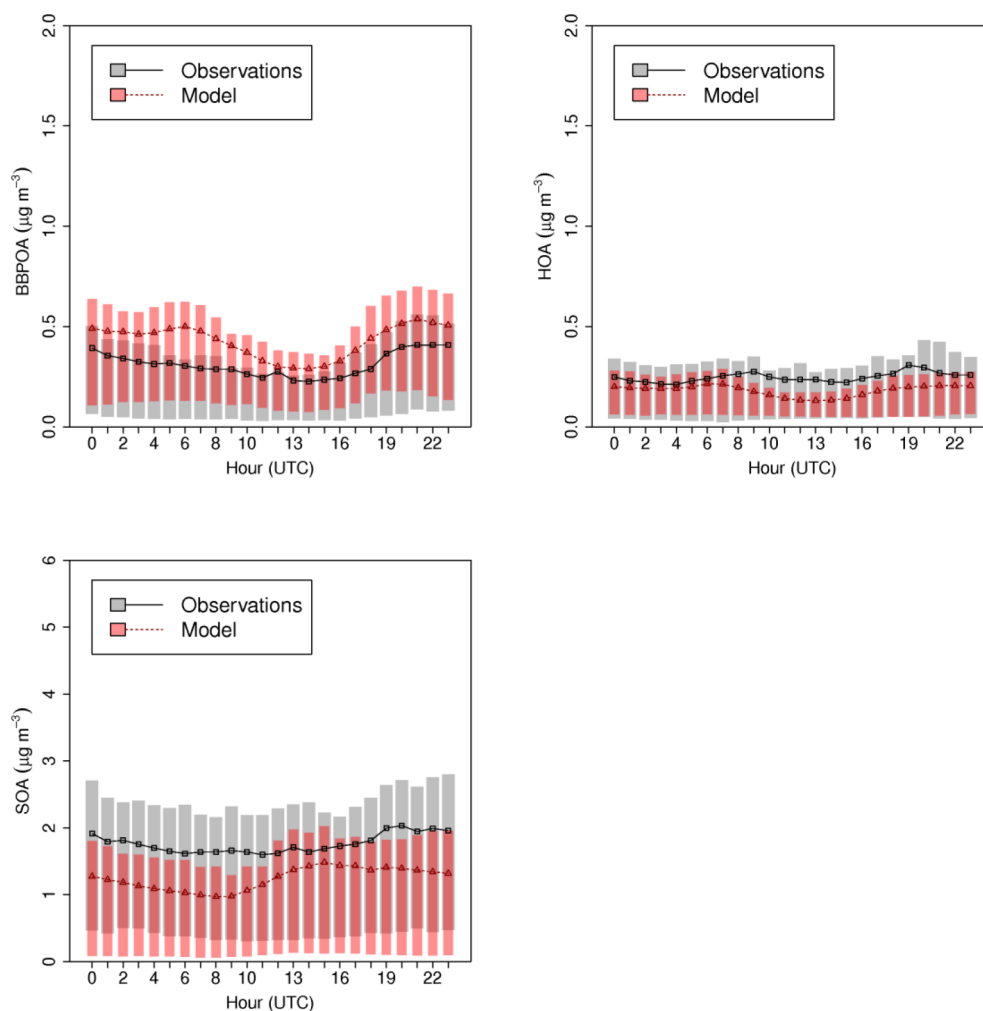 2.0
1.5
1.0
0.5
0.0
BBPOA (μg m−3)
Observations
Model
0 2 4 6 8 10 13 16 19 22
Hour (UTC)
2.0
1.5
1.0
0.5
0.0
HOA (μg m−3)
Observations
Model
0 2 4 6 8 10 13 16 19 22
Hour (UTC)
6
5
4
3
2
1
0
SOA (μg m−3)
Observations
Model
0 2 4 6 8 10 13 16 19 22
Hour (UTC)